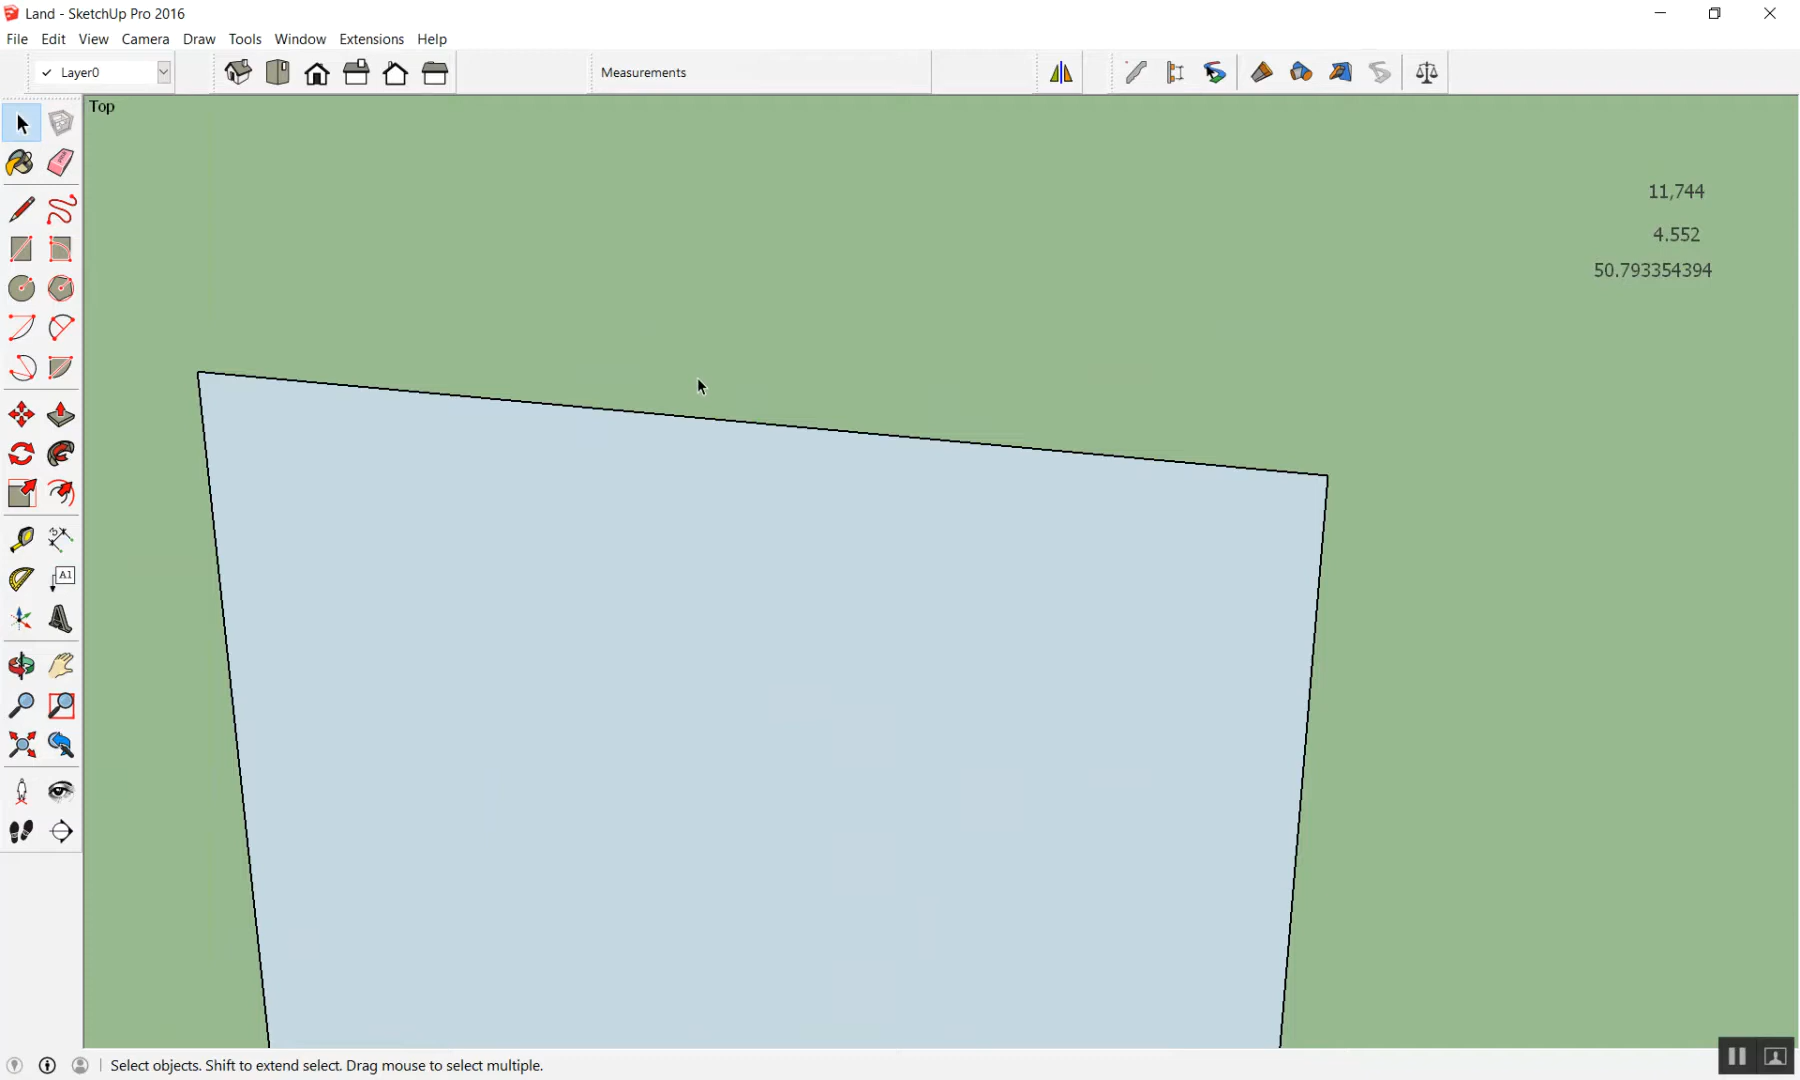 Land - SketchUp Pro 2016
File Edit View Camera Draw Tools Window Extensions Help
✓ Layer0
Measurements
Top
11,744
4.552
50.793354394
A1
Select objects. Shift to extend select. Drag mouse to select multiple.